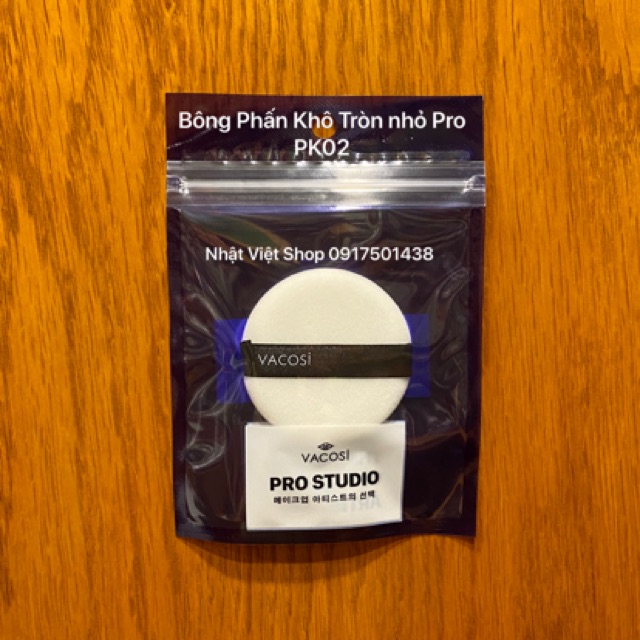 Bông Phấn Khô Tròn nhỏ Pro
PK02
Nhật Việt Shop 0917501438
VACOSI
VACOSI
PRO STUDIO
메이크업 아티스트의 선택